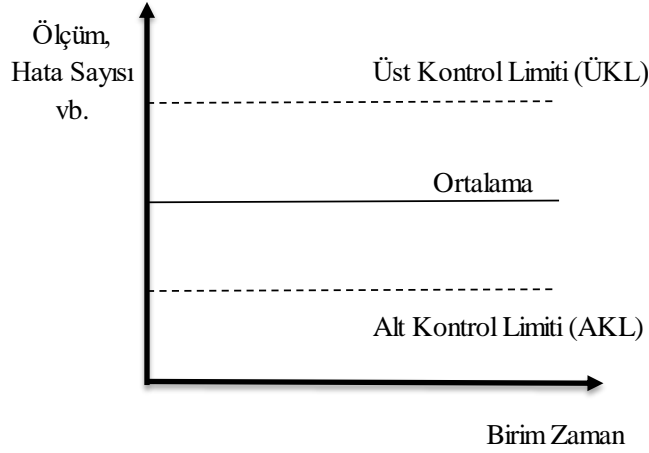 Ölçüm,
Hata Sayısı
vb.
Üst Kontrol Limiti (ÜKL)
Ortalama
Alt Kontrol Limiti (AKL)
Birim Zaman